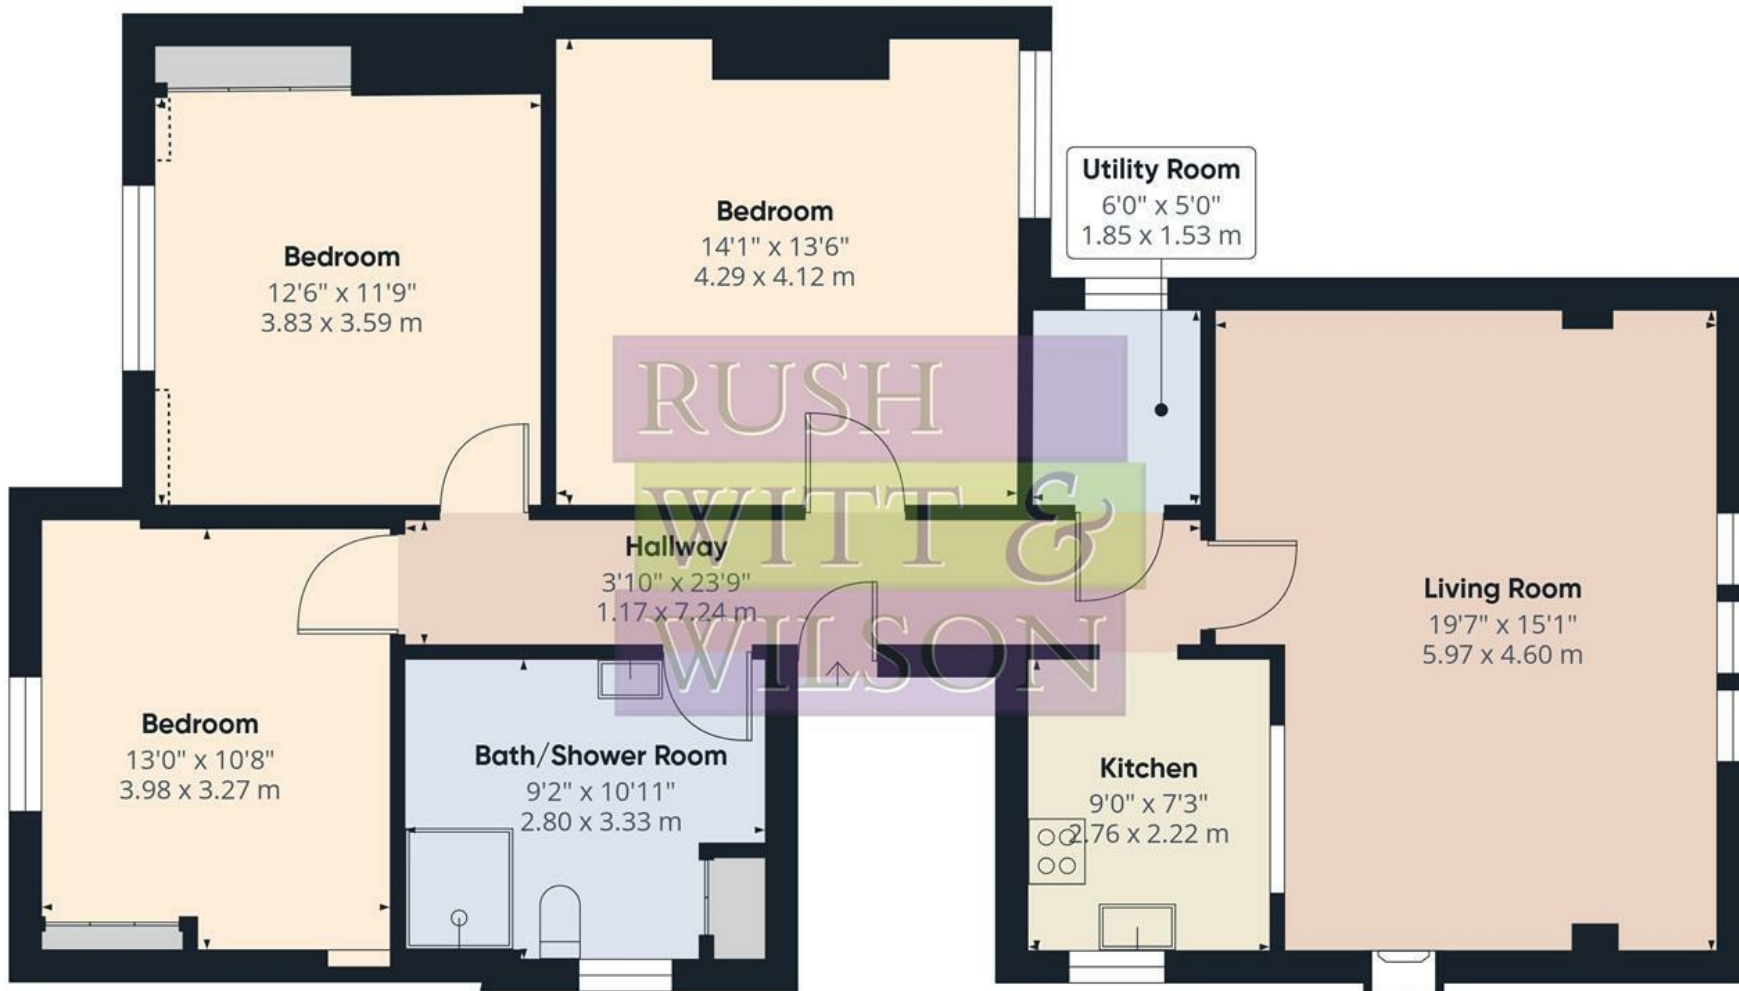 Bedroom
12'6" x 11'9"
3.83 x 3.59 m
Bedroom
14'1" x 13'6"
4.29 x 4.12 m
Utility Room
6'0" x 5'0"
1.85 x 1.53 m
RUSH
WITT &
WILSON
Hallway
3'10" x 23'9"
1.17 x 7.24 m
Living Room
19'7" x 15'1"
5.97 x 4.60 m
Bedroom
13'0" x 10'8"
3.98 x 3.27 m
Bath/Shower Room
9'2" x 10'11"
2.80 x 3.33 m
Kitchen
9'0" x 7'3"
2.76 x 2.22 m